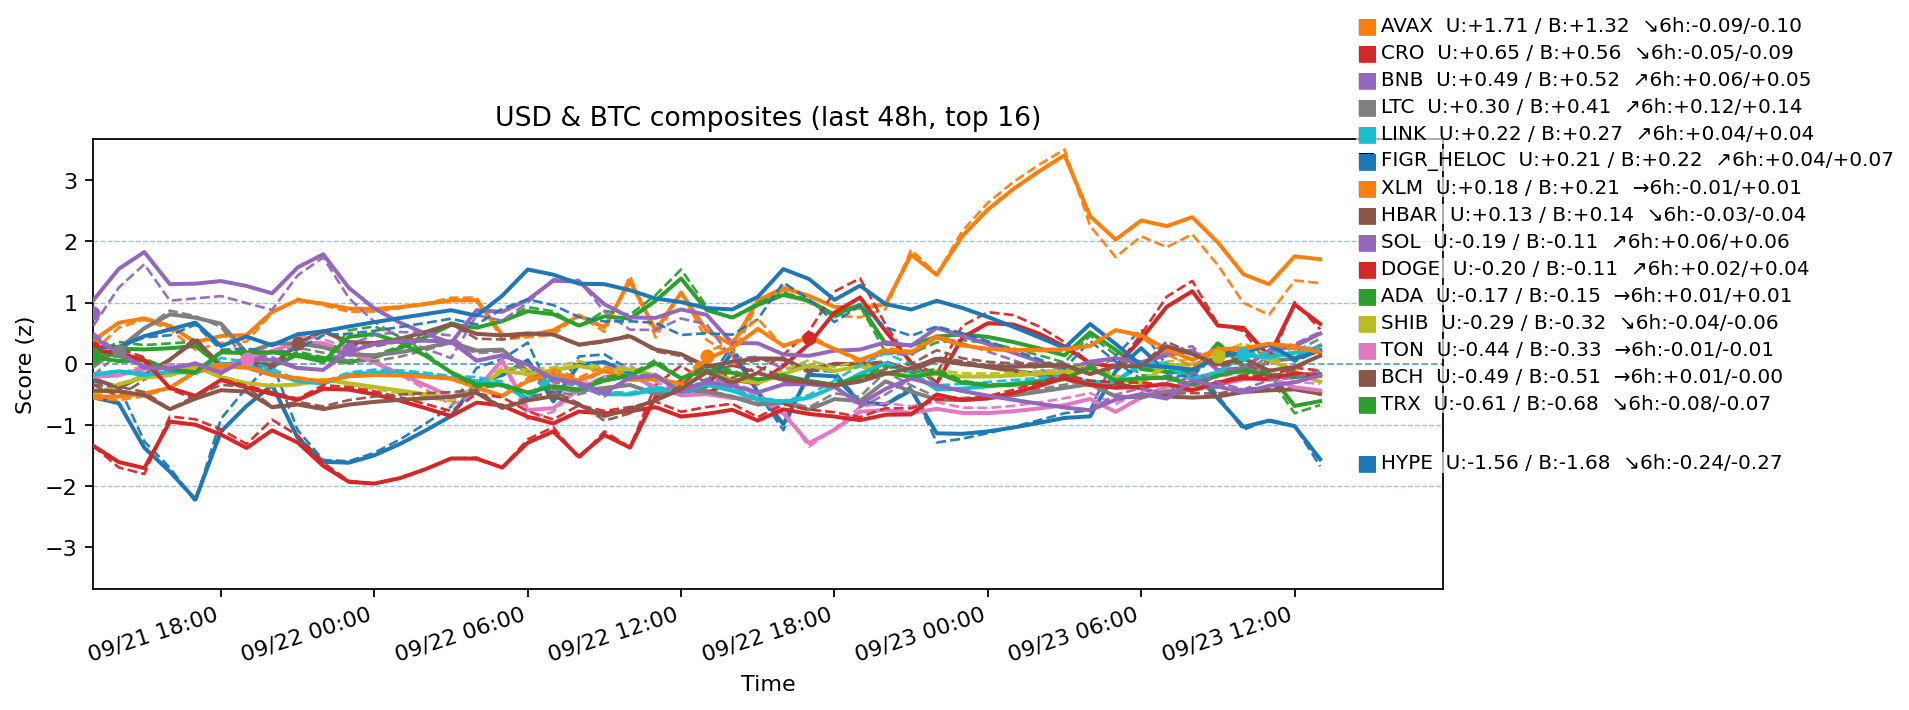 AVAX U:+1.71 / B:+1.32 ↘6h:-0.09/-0.10
CRO U:+0.65 / B:+0.56 ↘6h:-0.05/-0.09
BNB U:+0.49 / B:+0.52 ↗6h:+0.06/+0.05
LTC U:+0.30 / B:+0.41 ↗6h:+0.12/+0.14
LINK U:+0.22 / B:+0.27 ↗6h:+0.04/+0.04
FIGR_HELOC U:+0.21 / B:+0.22 ↗6h:+0.04/+0.07
XLM U:+0.18 / B:+0.21 →6h:-0.01/+0.01
HBAR U:+0.13 / B:+0.14 ↘6h:-0.03/-0.04
SOL U:-0.19 / B:-0.11 ↗6h:+0.06/+0.06
DOGE U:-0.20 / B:-0.11 ↗6h:+0.02/+0.04
ADA U:-0.17 / B:-0.15 →6h:+0.01/+0.01
SHIB U:-0.29 / B:-0.32 ↘6h:-0.04/-0.06
TON U:-0.44 / B:-0.33 →6h:-0.01/-0.01
BCH U:-0.49 / B:-0.51 →6h:+0.01/-0.00
TRX U:-0.61 / B:-0.68 ↘6h:-0.08/-0.07
HYPE U:-1.56 / B:-1.68 ↘6h:-0.24/-0.27
USD & BTC composites (last 48h, top 16)
Score (z)
3
2
1
0
−1
−2
−3
09/21 18:00
09/22 00:00
09/22 06:00
09/22 12:00
09/22 18:00
09/23 00:00
09/23 06:00
09/23 12:00
Time